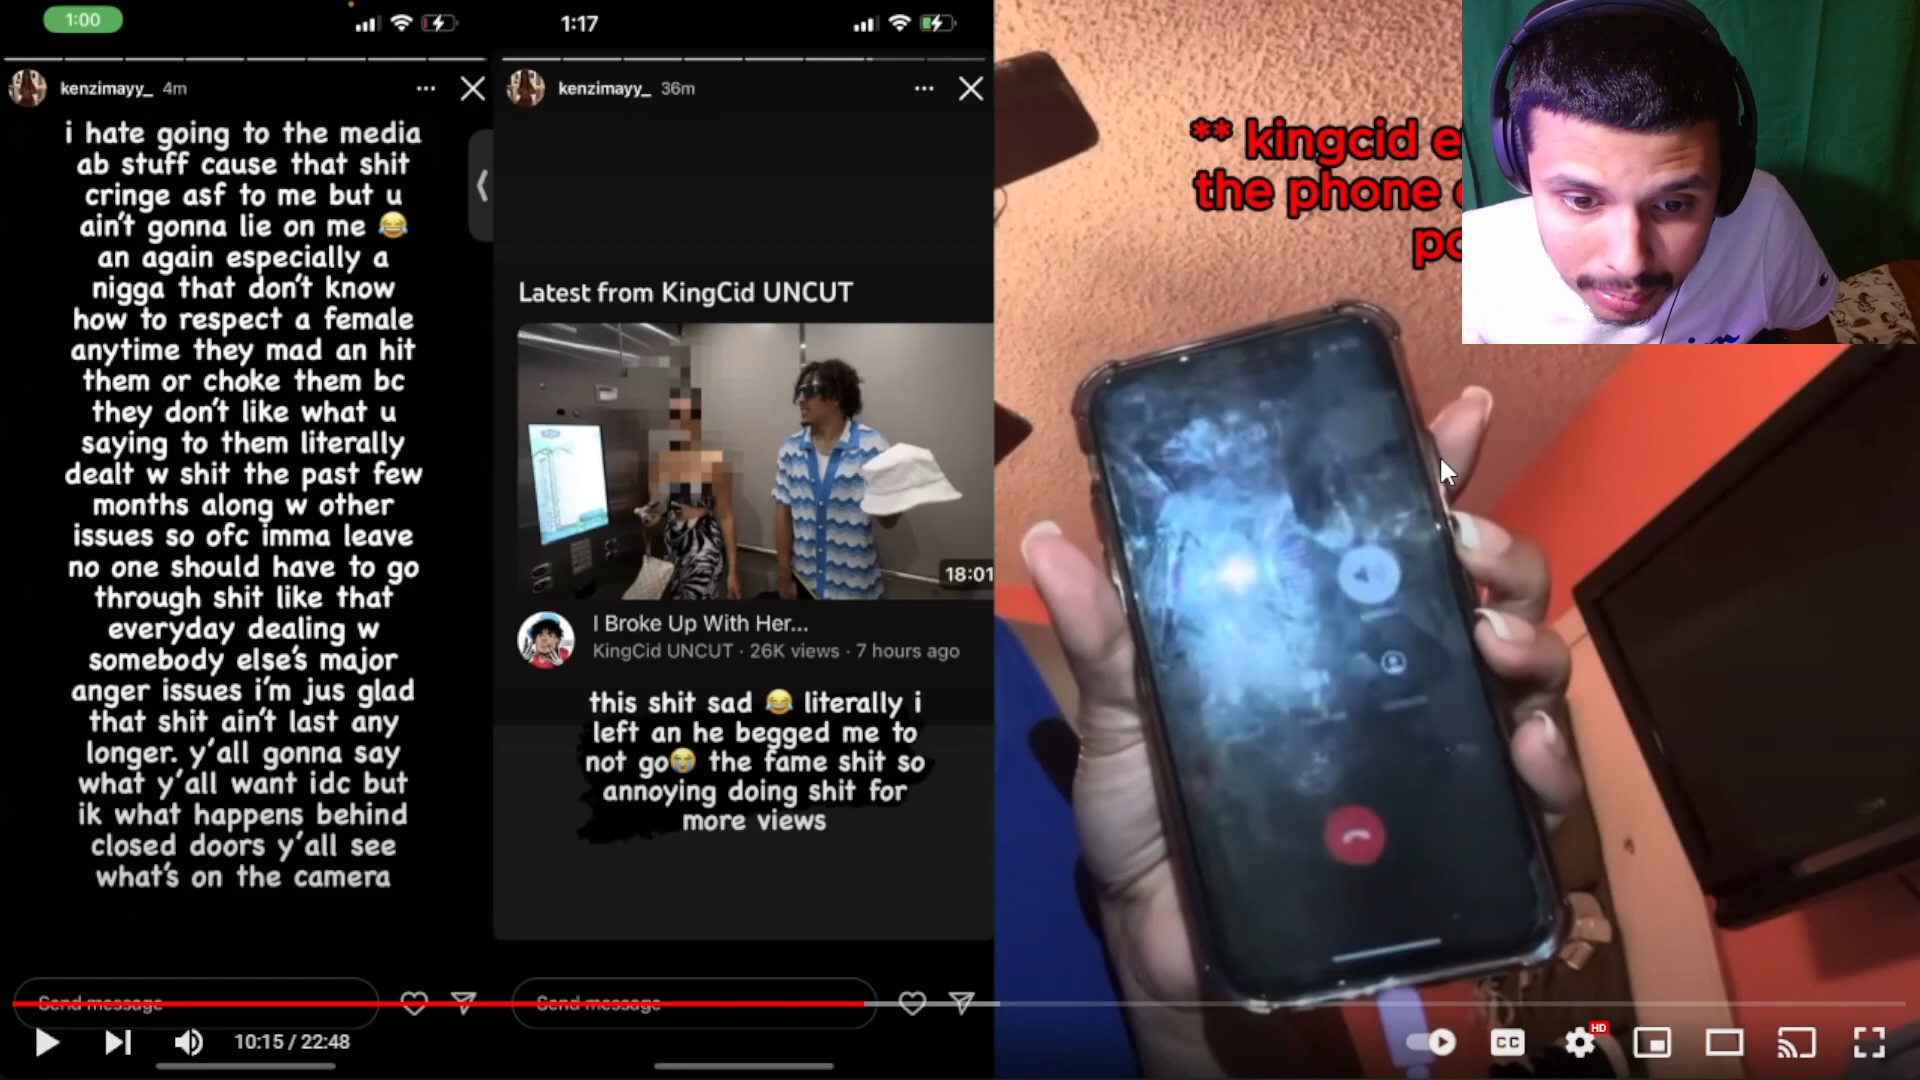 1:00
kenzimayy_ 4m
i hate going to the media
ab stuff cause that shit
cringe asf to me but u
ain't gonna lie on me 😂
an again especially a
nigga that don't know
how to respect a female
anytime they mad an hit
them or choke them bc
they don't like what u
saying to them literally
dealt w shit the past few
months along w other
issues so ofc imma leave
no one should have to go
through shit like that
everyday dealing w
somebody else's major
anger issues i'm jus glad
that shit ain't last any
longer. y'all gonna say
what y'all want idc but
ik what happens behind
closed doors y'all see
what's on the camera
Send message
1:17
kenzimayy_ 36m
Latest from KingCid UNCUT
18:01
I Broke Up With Her...
KingCid UNCUT · 26K views · 7 hours ago
this shit sad 😂 literally i
left an he begged me to
not go😭 the fame shit so
annoying doing shit for
more views
Send message
** kingcid e
the phone
po
10:15 / 22:48
CC
HD